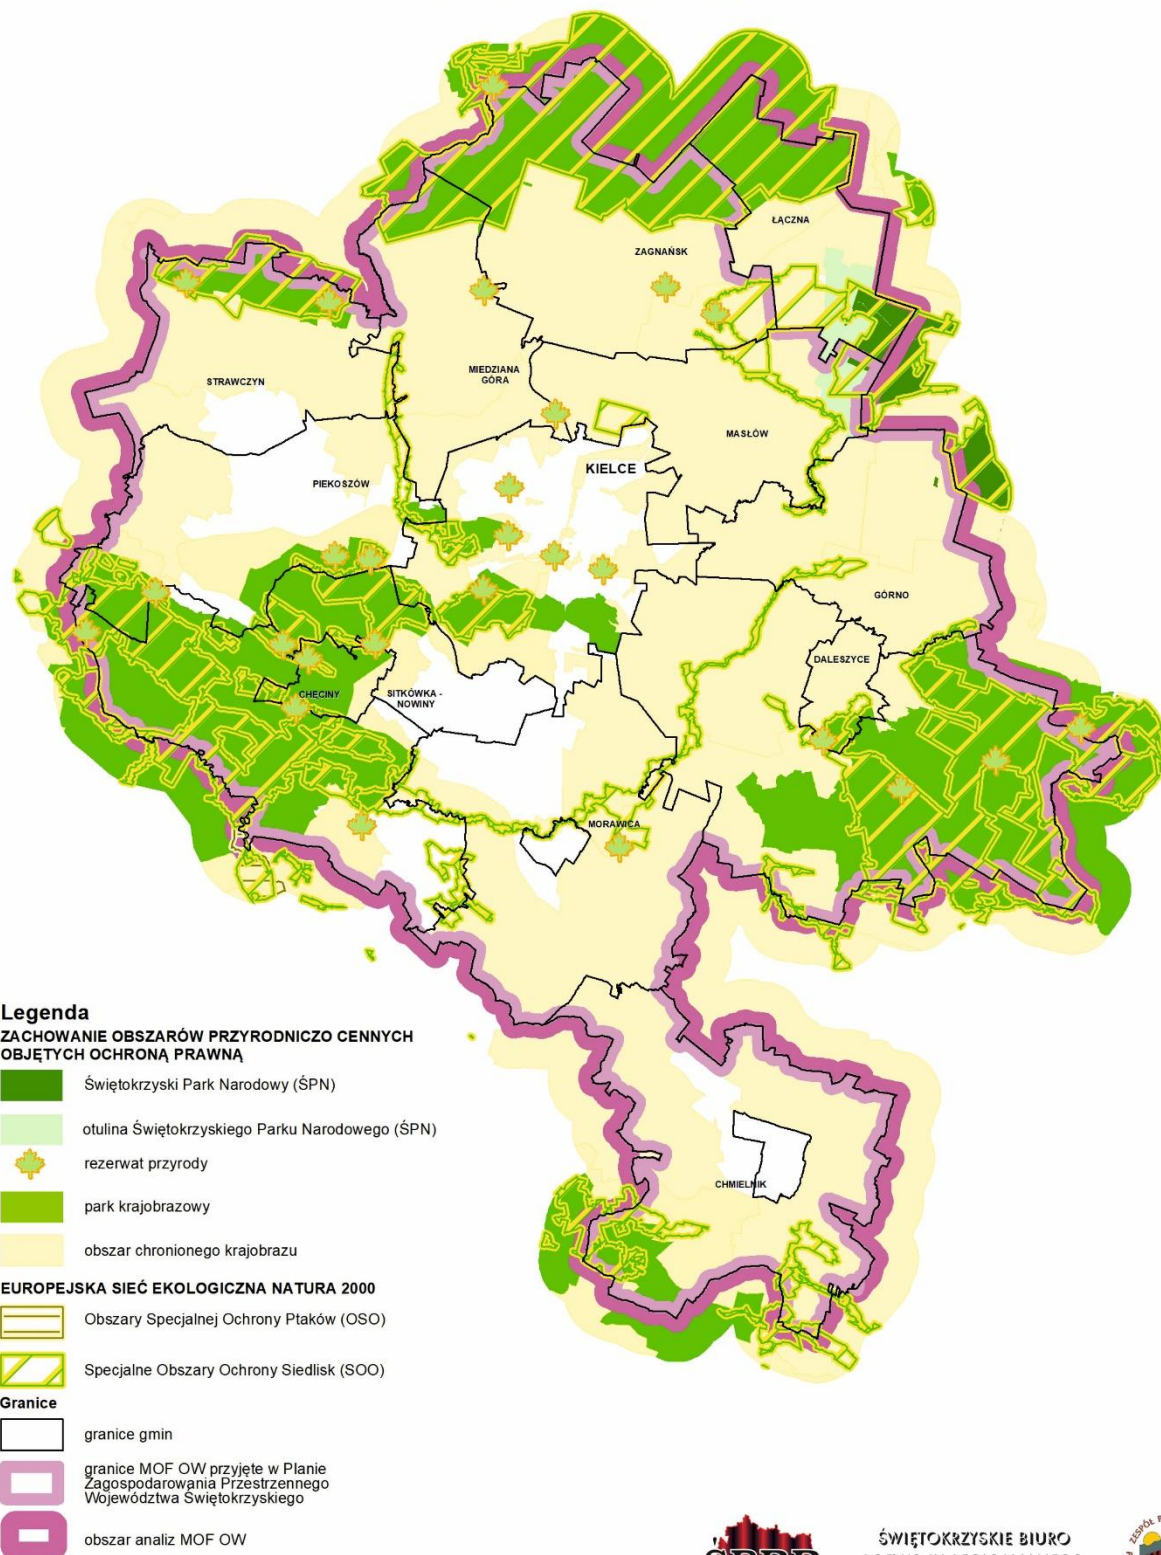 ŁĄCZNA
ZAGNAŃSK
STRAWCZYN
MIEDZIANA
GÓRA
MASŁÓW
KIELCE
PIEKOSZÓW
GÓRNO
DALESZYCE
CHĘCINY
SITKÓWKA -
NOWINY
MORAWICA
CHMIELNIK
Legenda
ZACHOWANIE OBSZARÓW PRZYRODNICZO CENNYCH
OBJĘTYCH OCHRONĄ PRAWNĄ
Świętokrzyski Park Narodowy (ŚPN)
otulina Świętokrzyskiego Parku Narodowego (ŚPN)
rezerwat przyrody
park krajobrazowy
obszar chronionego krajobrazu
EUROPEJSKA SIEĆ EKOLOGICZNA NATURA 2000
Obszary Specjalnej Ochrony Ptaków (OSO)
Specjalne Obszary Ochrony Siedlisk (SOO)
Granice
granice gmin
granice MOF OW przyjęte w Planie
Zagospodarowania Przestrzennego
Województwa Świętokrzyskiego
obszar analiz MOF OW
ŚWIĘTOKRZYSKIE BIURO
ZESPÓŁ